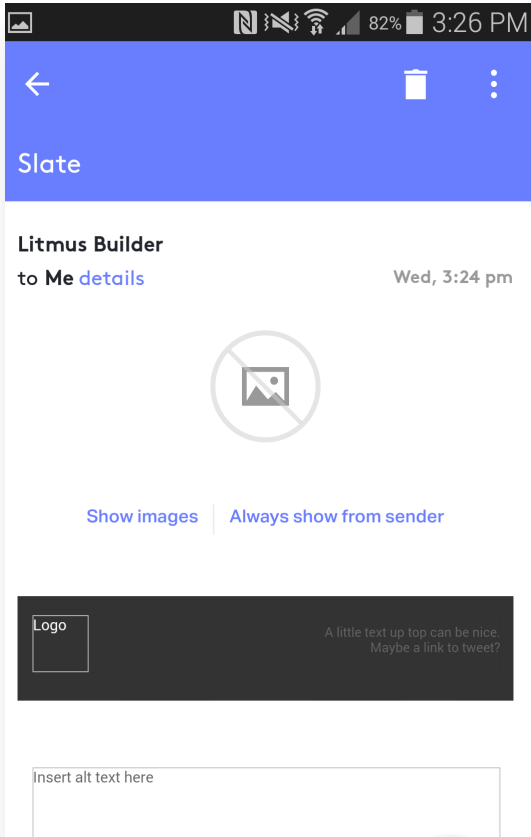 82% 3:26 PM
Slate
Litmus Builder
to Me details
Wed, 3:24 pm
Show images
Always show from sender
Logo
A little text up top can be nice.
Maybe a link to tweet?
Insert alt text here